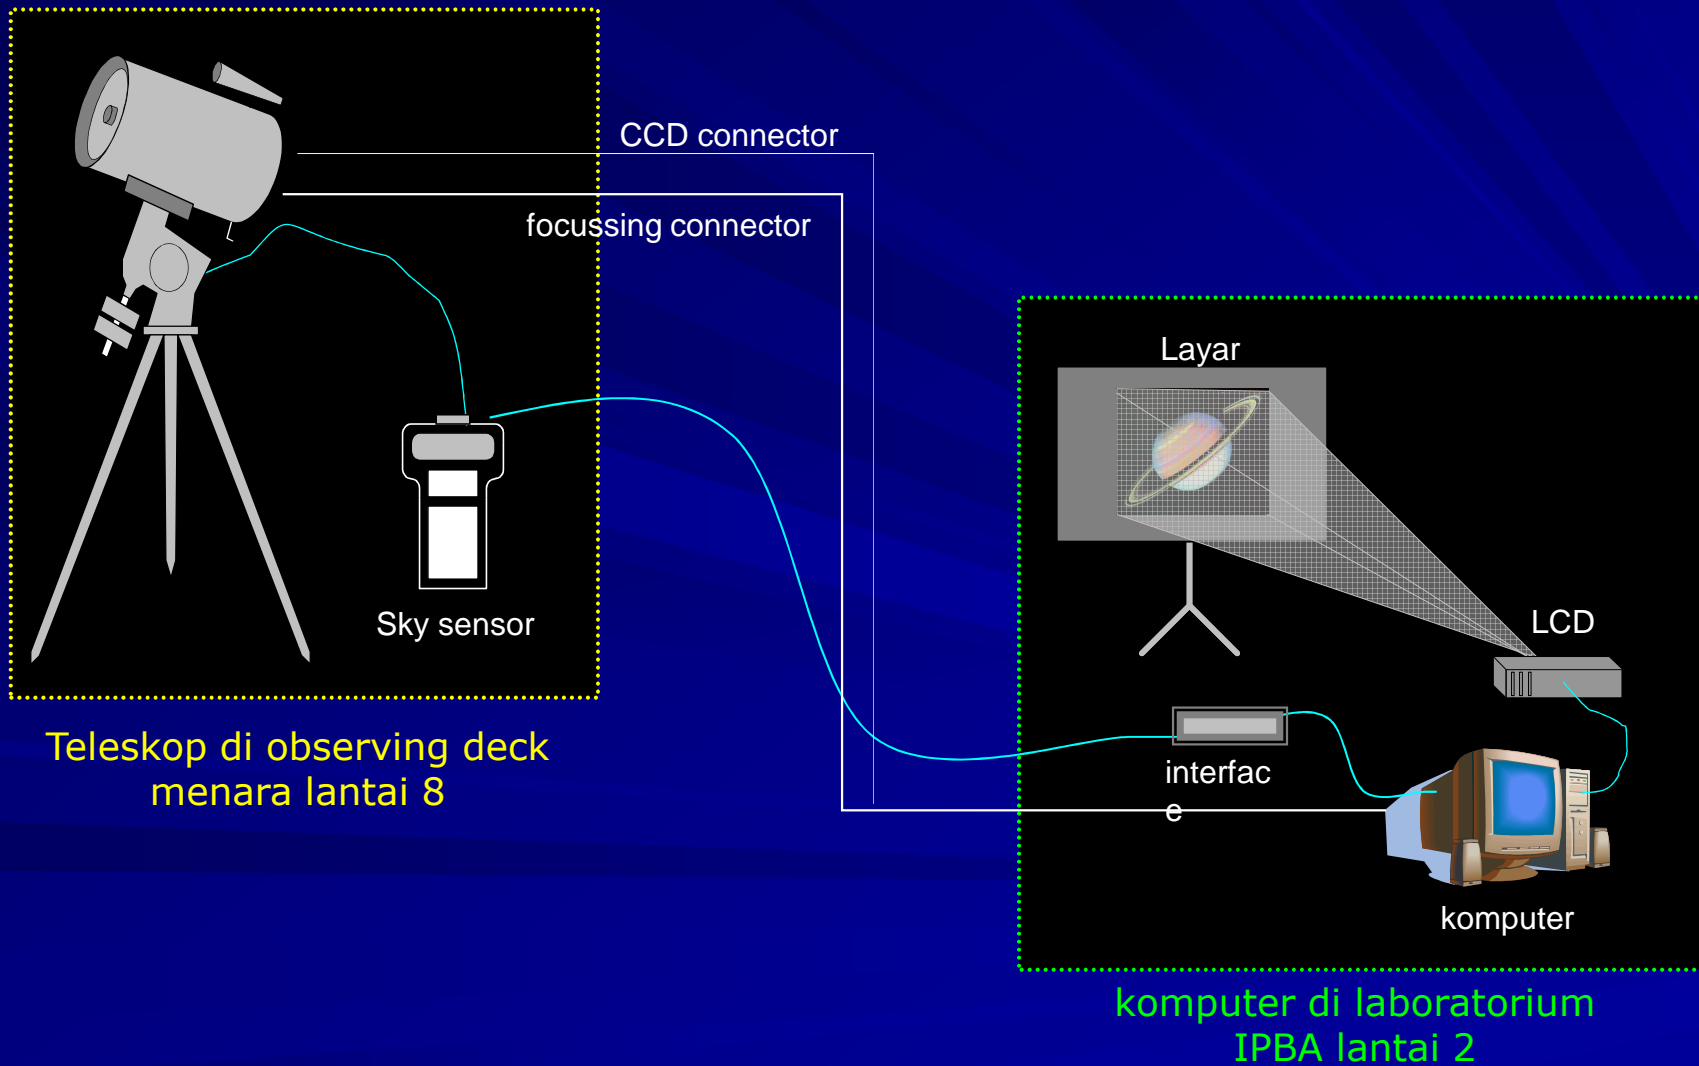 CCD connector
focussing connector
Sky sensor
Teleskop di observing deck
menara lantai 8
Layar
LCD
interfac
e
komputer
komputer di laboratorium
IPBA lantai 2